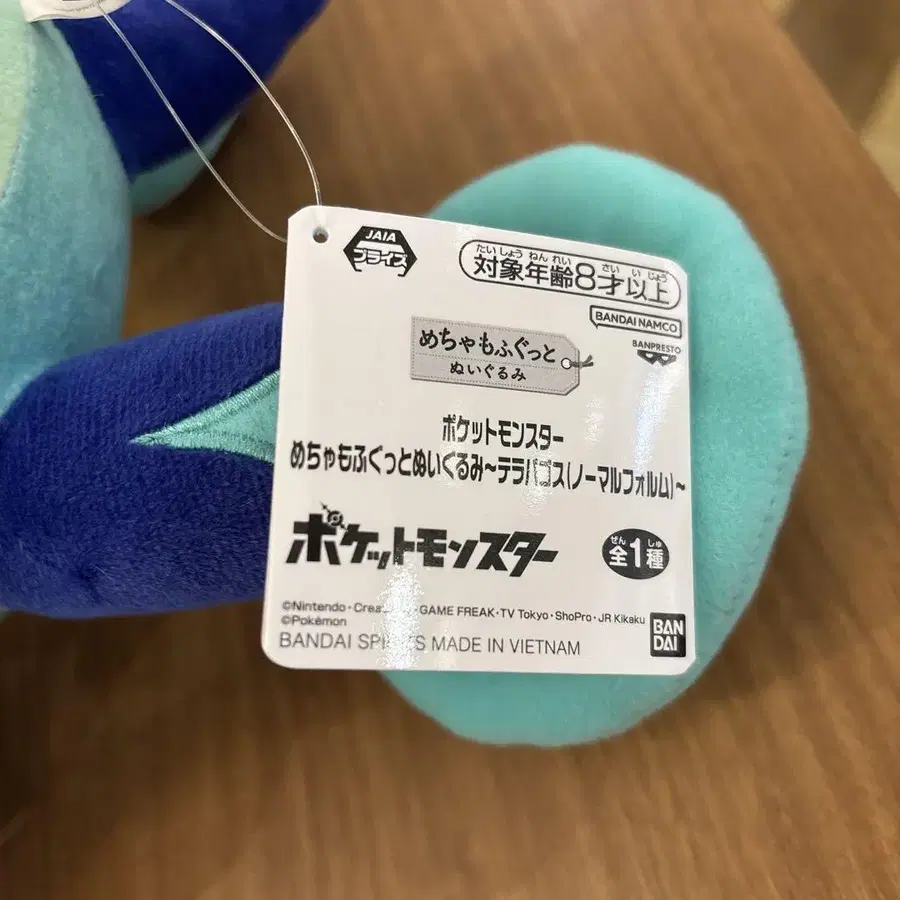 JAIA
プライズ
たいしょうねんれい さい いじょう
対象年齢8才以上
BANDAI NAMCO
BANPRESTO
めちゃもふぐっと
ぬいぐるみ
ポケットモンスター
めちゃもふぐっとぬいぐるみ~テラパゴス(ノーマルフォルム)~
ポケットモンスター
ぜん しゅ
全1種
©Nintendo・Crea GAME FREAK・TV Tokyo・ShoPro・JR Kikaku
©Pokémon
BANDAI MADE IN VIETNAM
BAN
DAI